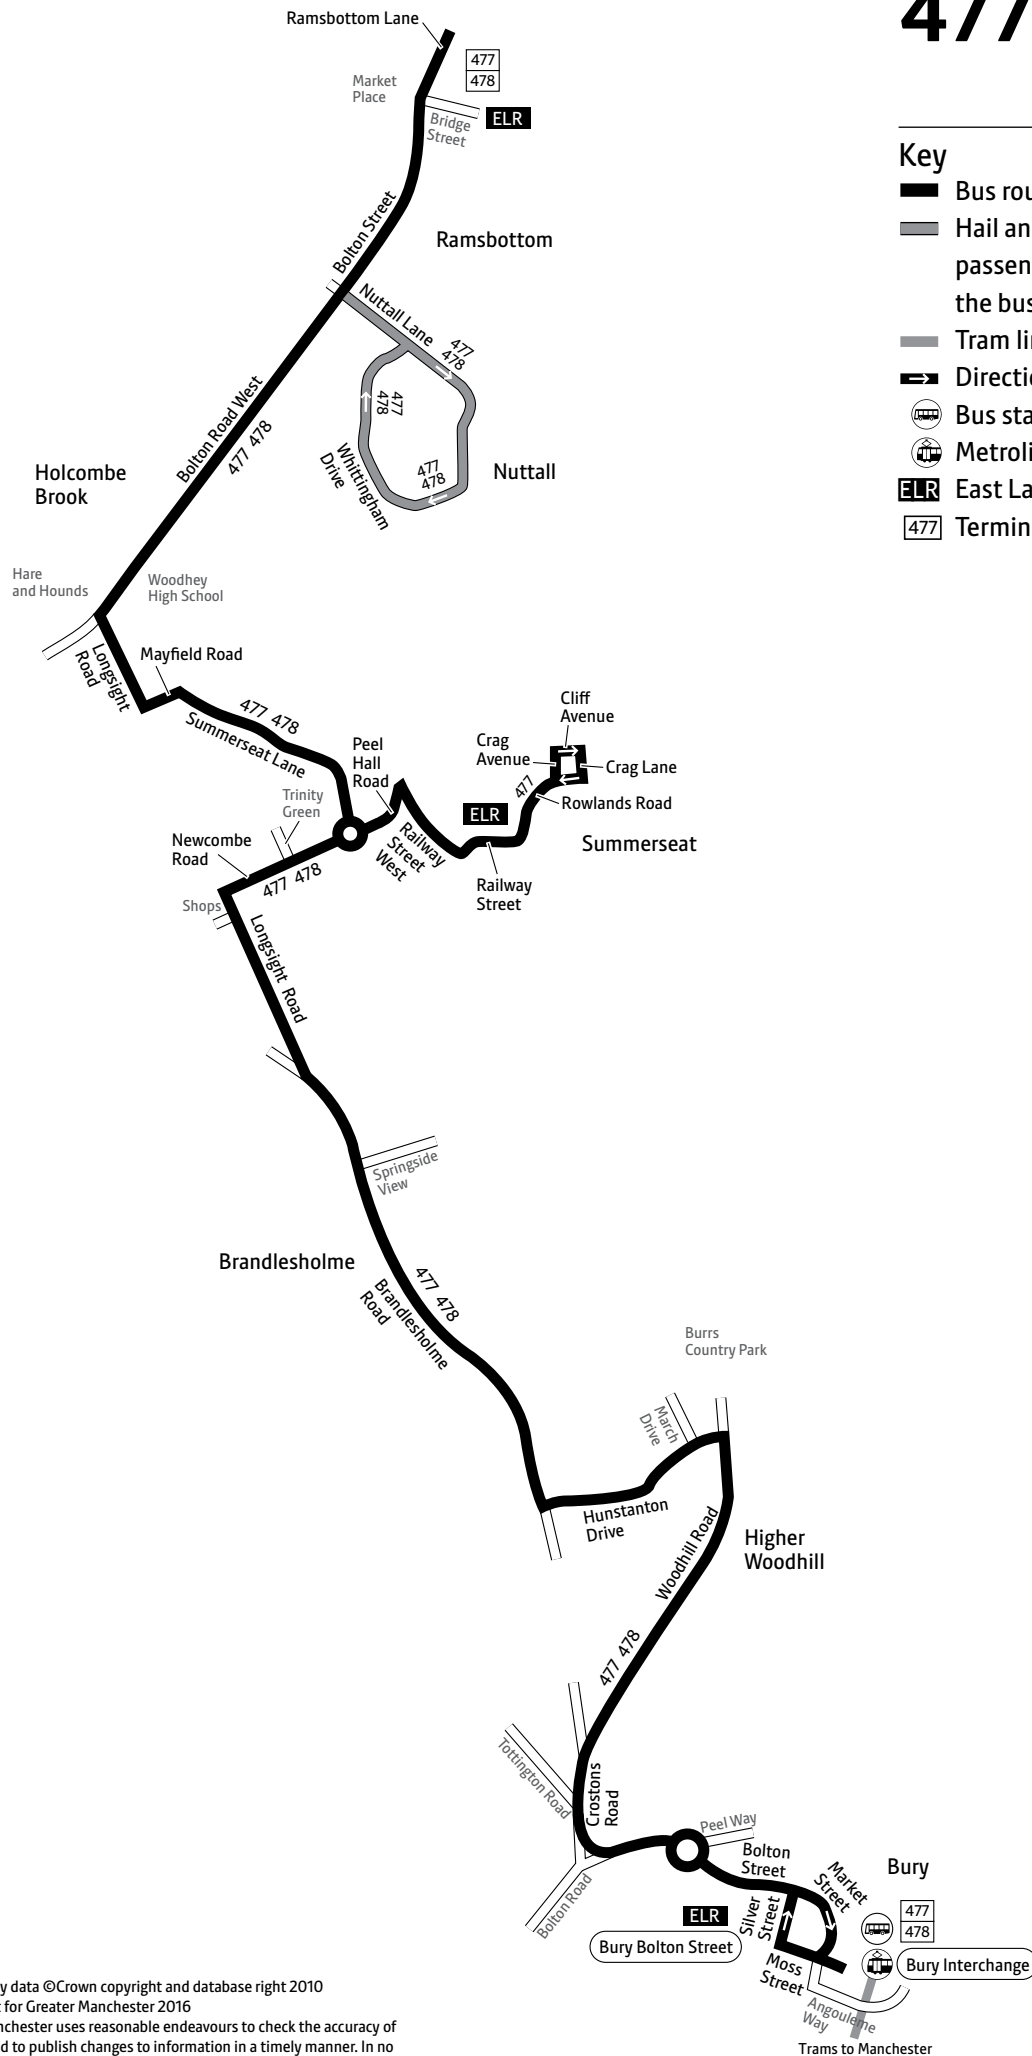 Ramsbottom Lane
477
477
478
Market
Place
Bridge
Street
ELR
Key
Bus rou
Hail an
passen
the bus
Tram li
Directi
Bus sta
Metroli
ELR East La
477 Termin
Bolton Street
Ramsbottom
Nuttall Lane
477
478
477
478
Bolton Road West
477 478
Whittingham
Drive
477
478
Nuttall
Holcombe
Brook
Hare
and Hounds
Woodhey
High School
Longsight
Road
Mayfield Road
477 478
Summerseat Lane
Cliff
Avenue
Crag
Avenue
Crag Lane
Peel
Hall
Road
477
Rowlands Road
Trinity
Green
ELR
Summerseat
Newcombe
Road
477 478
Railway
Street
West
Railway
Street
Shops
Longsight Road
Springside
View
Brandlesholme
477 478
Brandlesholme
Road
Burrs
Country Park
March
Drive
Hunstanton
Drive
Woodhill Road
Higher
Woodhill
477 478
Tottington Road
Crostons
Road
Peel Way
Bolton
Street
Market
Street
Bury
Bolton Road
ELR
Silver
Street
477
478
Bury Bolton Street
Moss
Street
Bury Interchange
Angouleme
Way
Trams to Manchester
y data ©Crown copyright and database right 2010
t for Greater Manchester 2016
nchester uses reasonable endeavours to check the accuracy of
d to publish changes to information in a timely manner. In no